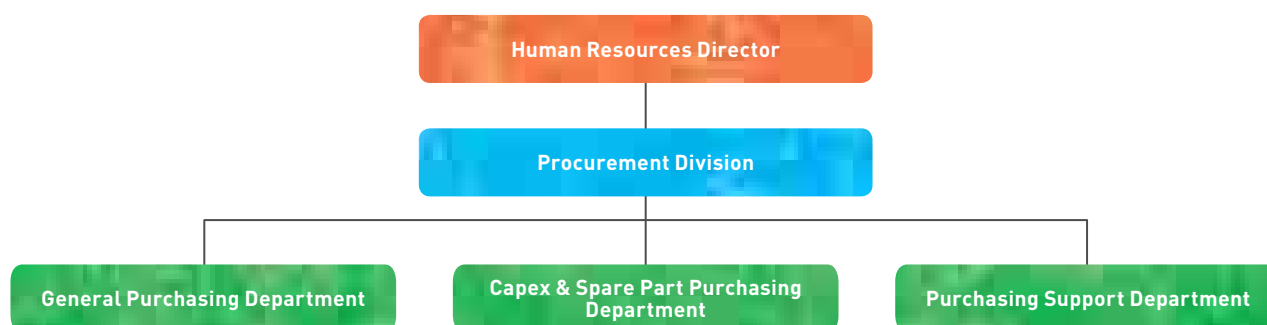 Human Resources Director
Procurement Division
General Purchasing Department
Capex & Spare Part Purchasing
Department
Purchasing Support Department